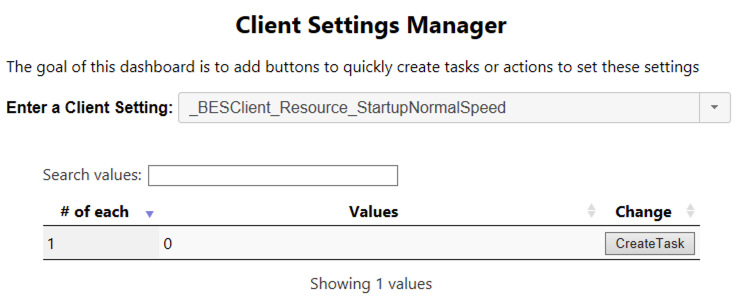 Client Settings Manager
The goal of this dashboard is to add buttons to quickly create tasks or actions to set these settings
Enter a Client Setting: _BESClient_Resource_StartupNormalSpeed
Search values:
# of each Values Change
1 0 CreateTask
Showing 1 values